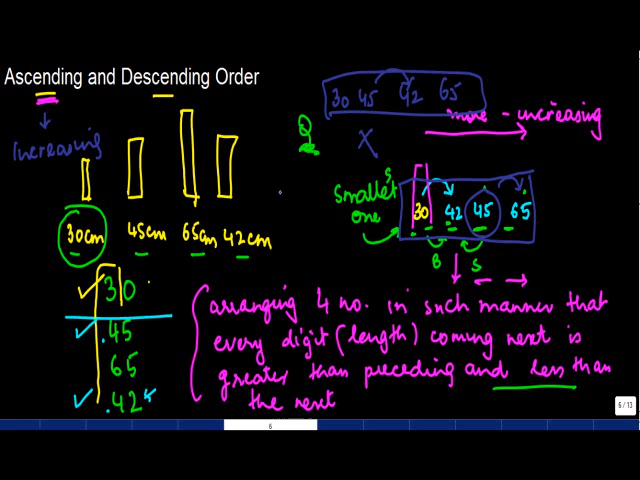 Ascending and Descending Order
Increasing
30 45 42 65
more - increasing
Q
X
Smallest
one
S
30 42 45 65
B S
30cm 45cm 65cm 42cm
30
.45
65
.42
arranging 4 no. in such manner that
every digit (length) coming next is
greater than preceding and less than
the next
6
6 / 13